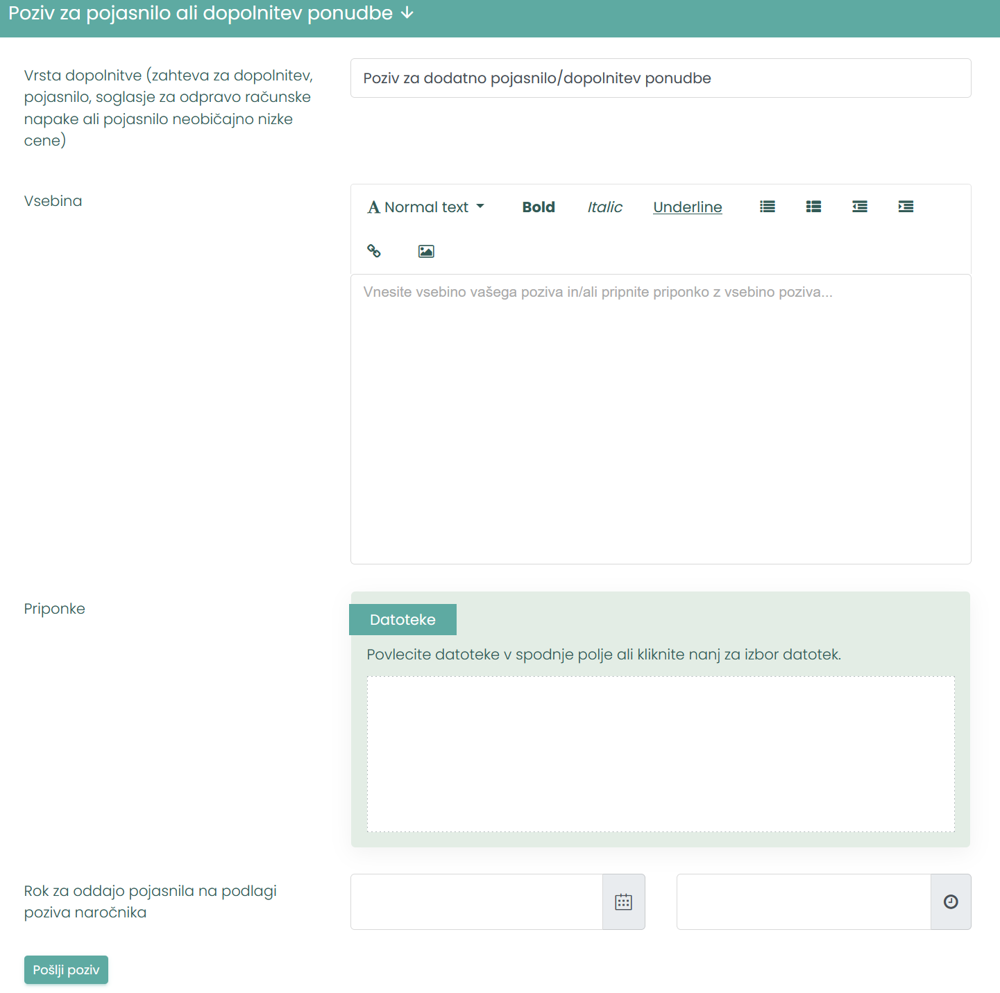 Poziv za pojasnilo ali dopolnitev ponudbe ↓
Vrsta dopolnitve (zahteva za dopolnitev,
pojasnilo, soglasje za odpravo računske
napake ali pojasnilo neobičajno nizke
cene)
Poziv za dodatno pojasnilo/dopolnitev ponudbe
Vsebina
A Normal text Bold Italic Underline
Vnesite vsebino vašega poziva in/ali pripnite priponko z vsebino poziva...
Priponke
Datoteke
Povlecite datoteke v spodnje polje ali kliknite nanj za izbor datotek.
Rok za oddajo pojasnila na podlagi
poziva naročnika
Pošlji poziv